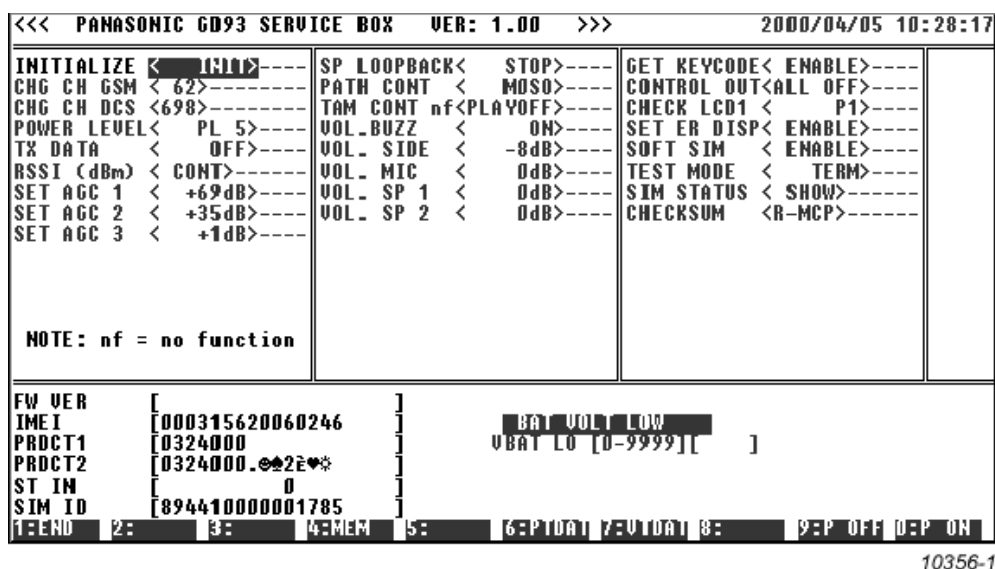 <<< PANASONIC GD93 SERVICE BOX VER: 1.00 >>> 2000/04/05 10:28:17
INITIALIZE < INIT>----
CHG CH GSM < 62>---------
CHG CH DCS <698>---------
POWER LEVEL< PL 5>----
TX DATA < OFF>----
RSSI (dBm) < CONT>------
SET AGC 1 < +69dB>----
SET AGC 2 < +35dB>----
SET AGC 3 < +1dB>----
NOTE: nf = no function
SP LOOPBACK< STOP>----
PATH CONT < M0S0>----
TAM CONT nf<PLAYOFF>----
VOL.BUZZ < ON>----
VOL. SIDE < -8dB>----
VOL. MIC < 0dB>----
VOL. SP 1 < 0dB>----
VOL. SP 2 < 0dB>----
GET KEYCODE< ENABLE>----
CONTROL OUT<ALL OFF>----
CHECK LCD1 < P1>----
SET ER DISP< ENABLE>----
SOFT SIM < ENABLE>----
TEST MODE < TERM>----
SIM STATUS < SHOW>------
CHECKSUM <R-MCP>------
FW VER [ ]
IMEI [000315620060246 ]
PRDCT1 [0324000 ]
PRDCT2 [0324000.☻♠2è♥☼ ]
ST IN [ 0 ]
SIM ID [894410000001785 ]
BAT VOLT LOW
VBAT LO [0-9999][ ]
1:END 2: 3: 4:MEM 5: 6:PTDAT 7:VTDAT 8: 9:P OFF 0:P ON
10356-1